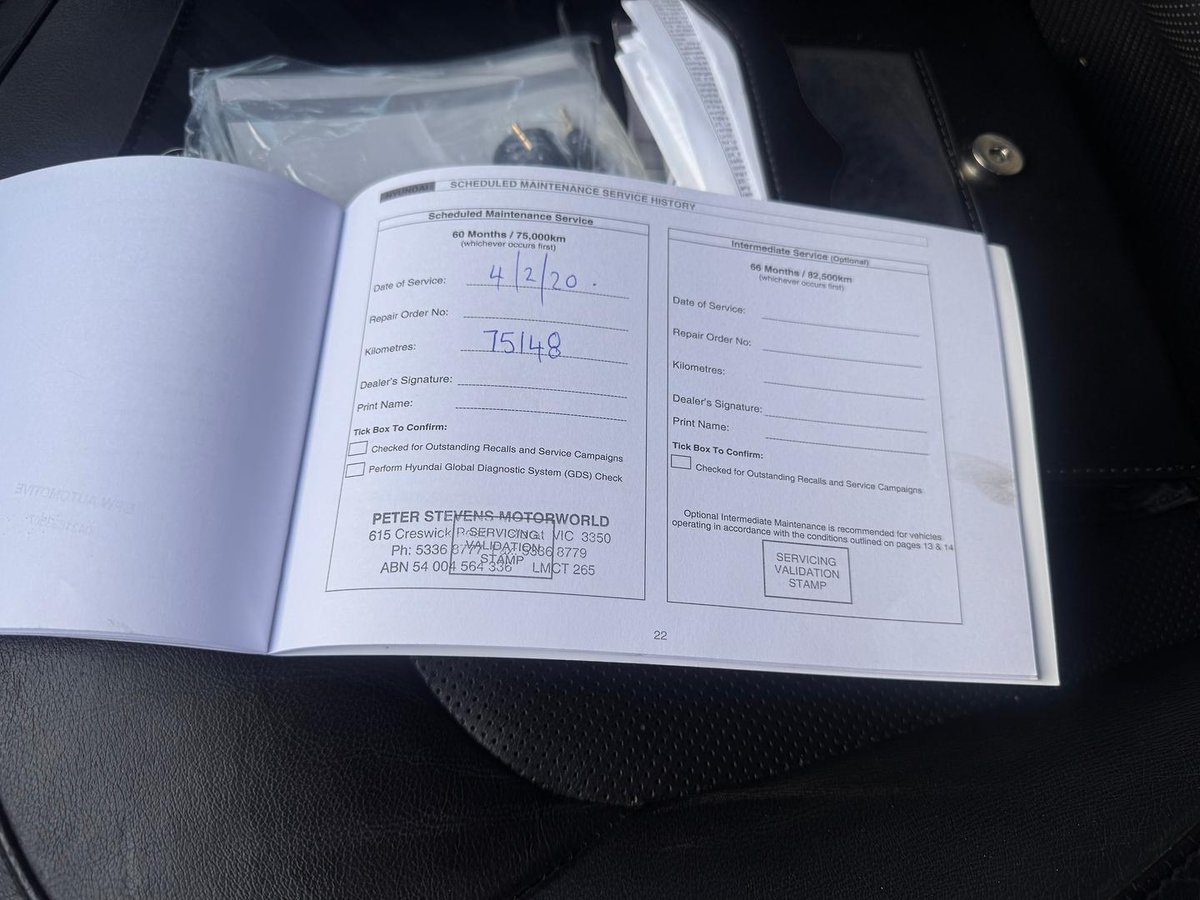 HYUNDAI SCHEDULED MAINTENANCE SERVICE HISTORY
Scheduled Maintenance Service
60 Months / 75,000km
(whichever occurs first)
Date of Service: 4/2/20.
Repair Order No:
Kilometres: 75148
Dealer's Signature:
Print Name:
Tick Box To Confirm:
Checked for Outstanding Recalls and Service Campaigns
Perform Hyundai Global Diagnostic System (GDS) Check
PETER STEVENS MOTORWORLD
615 Creswick VIC 3350
Ph: 5336 8779
ABN 54 004 564 336 LMCT 265
SERVICING
VALIDATION
STAMP
Intermediate Service (Optional)
66 Months / 82,500km
(whichever occurs first)
Date of Service:
Repair Order No:
Kilometres:
Dealer's Signature:
Print Name:
Tick Box To Confirm:
Checked for Outstanding Recalls and Service Campaigns
Optional Intermediate Maintenance is recommended for vehicles
operating in accordance with the conditions outlined on pages 13 & 14
SERVICING
VALIDATION
STAMP
22